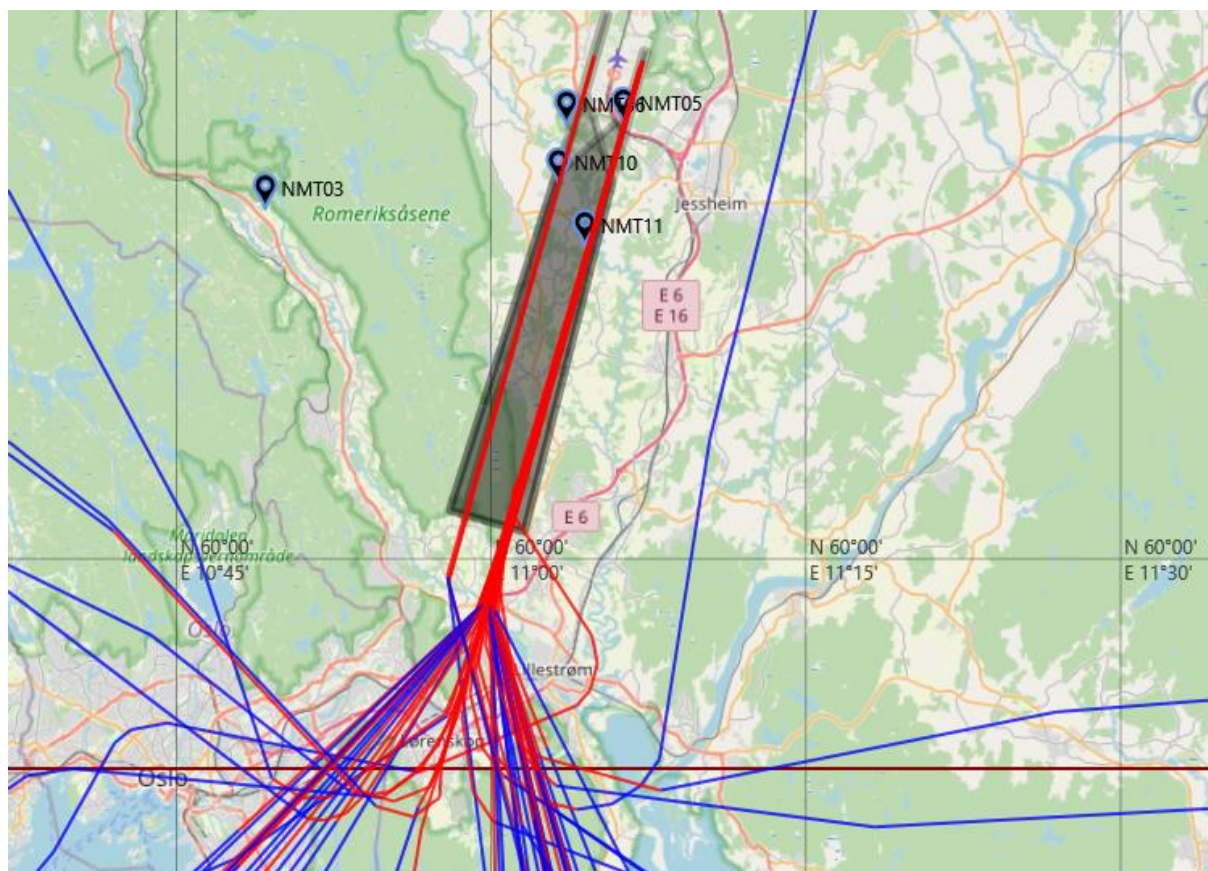 NMT05
NMT10
NMT03
Romeriksåsene
Jessheim
NMT11
E 6
E 16
E 6
N 60°00'
E 10°45'
N 60°00'
E 11°00'
N 60°00'
E 11°15'
N 60°00'
E 11°30'
Oslo
Oslo